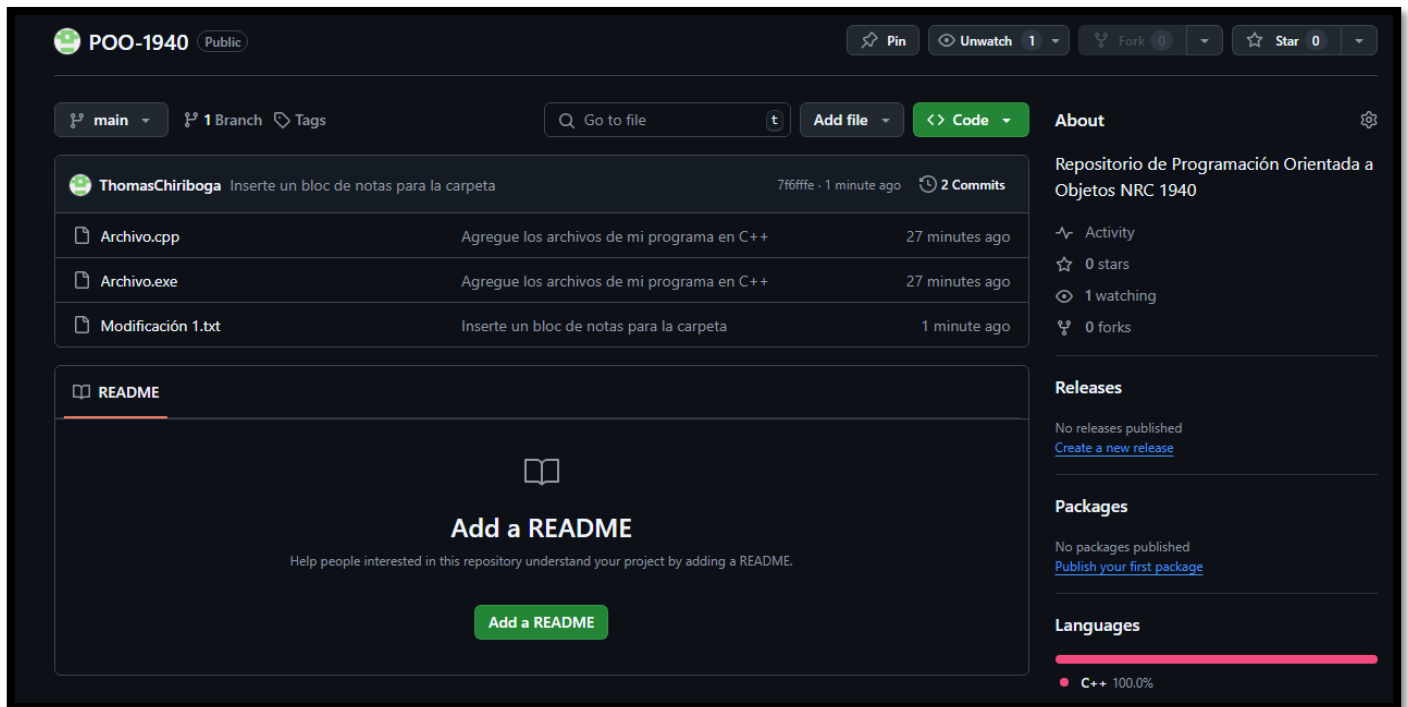 POO-1940 Public Pin Unwatch 1 Fork 0 Star 0
main 1 Branch Tags Go to file t Add file Code
ThomasChiriboga Inserte un bloc de notas para la carpeta 7f6fffe · 1 minute ago 2 Commits
Archivo.cpp Agregue los archivos de mi programa en C++ 27 minutes ago
Archivo.exe Agregue los archivos de mi programa en C++ 27 minutes ago
Modificación 1.txt Inserte un bloc de notas para la carpeta 1 minute ago
README
Add a README
Help people interested in this repository understand your project by adding a README.
Add a README
About
Repositorio de Programación Orientada a
Objetos NRC 1940
Activity
0 stars
1 watching
0 forks
Releases
No releases published
Create a new release
Packages
No packages published
Publish your first package
Languages
C++ 100.0%